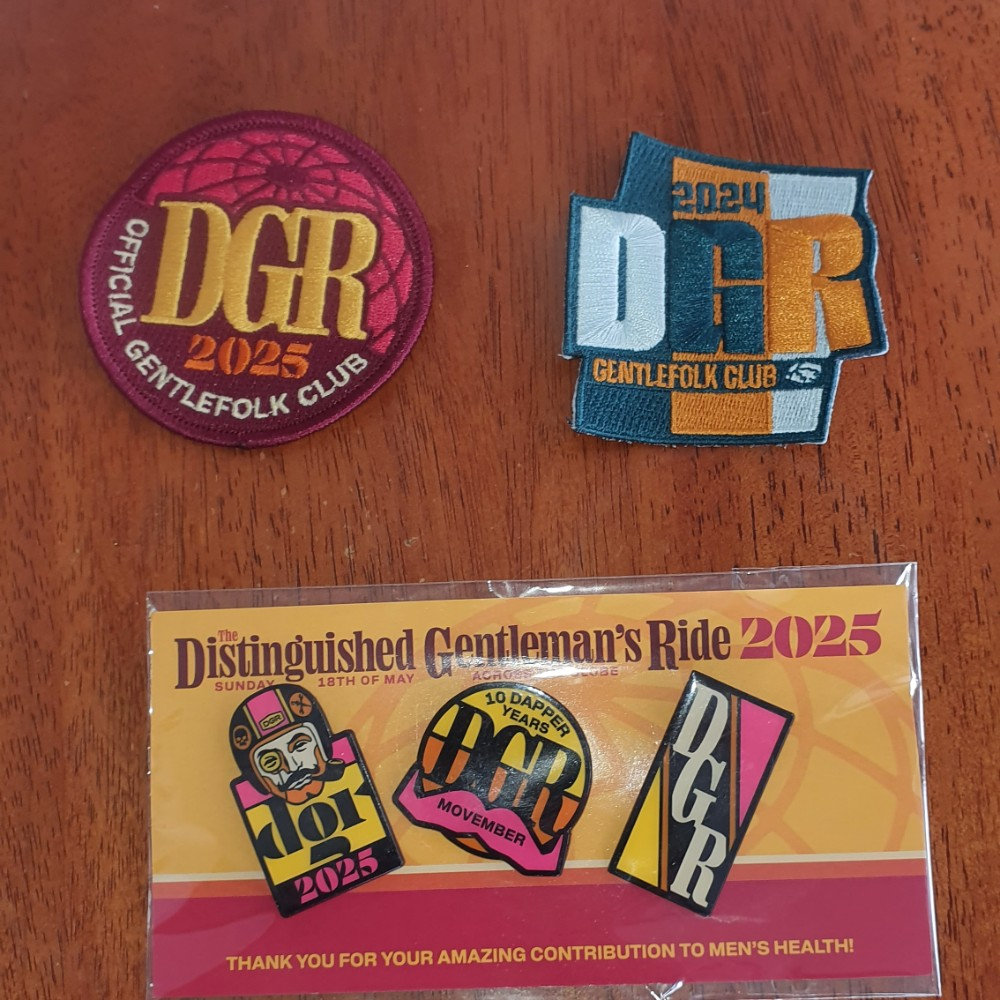 DGR
2025
OFFICIAL GENTLEFOLK CLUB
2024
DGR
GENTLEFOLK CLUB
The
Distinguished Gentleman's Ride 2025
SUNDAY 18TH OF MAY ACROSS
DGR
dgr
2025
10 DAPPER
YEARS
DGR
MOVEMBER
DGR
THANK YOU FOR YOUR AMAZING CONTRIBUTION TO MEN'S HEALTH!